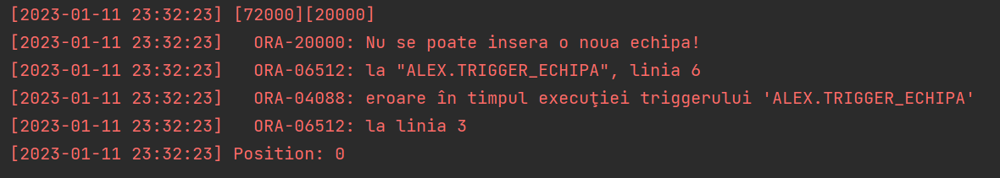 [2023-01-11 23:32:23] [72000][20000]
[2023-01-11 23:32:23]   ORA-20000: Nu se poate insera o noua echipa!
[2023-01-11 23:32:23]   ORA-06512: la "ALEX.TRIGGER_ECHIPA", linia 6
[2023-01-11 23:32:23]   ORA-04088: eroare în timpul execuţiei triggerului 'ALEX.TRIGGER_ECHIPA'
[2023-01-11 23:32:23]   ORA-06512: la linia 3
[2023-01-11 23:32:23] Position: 0